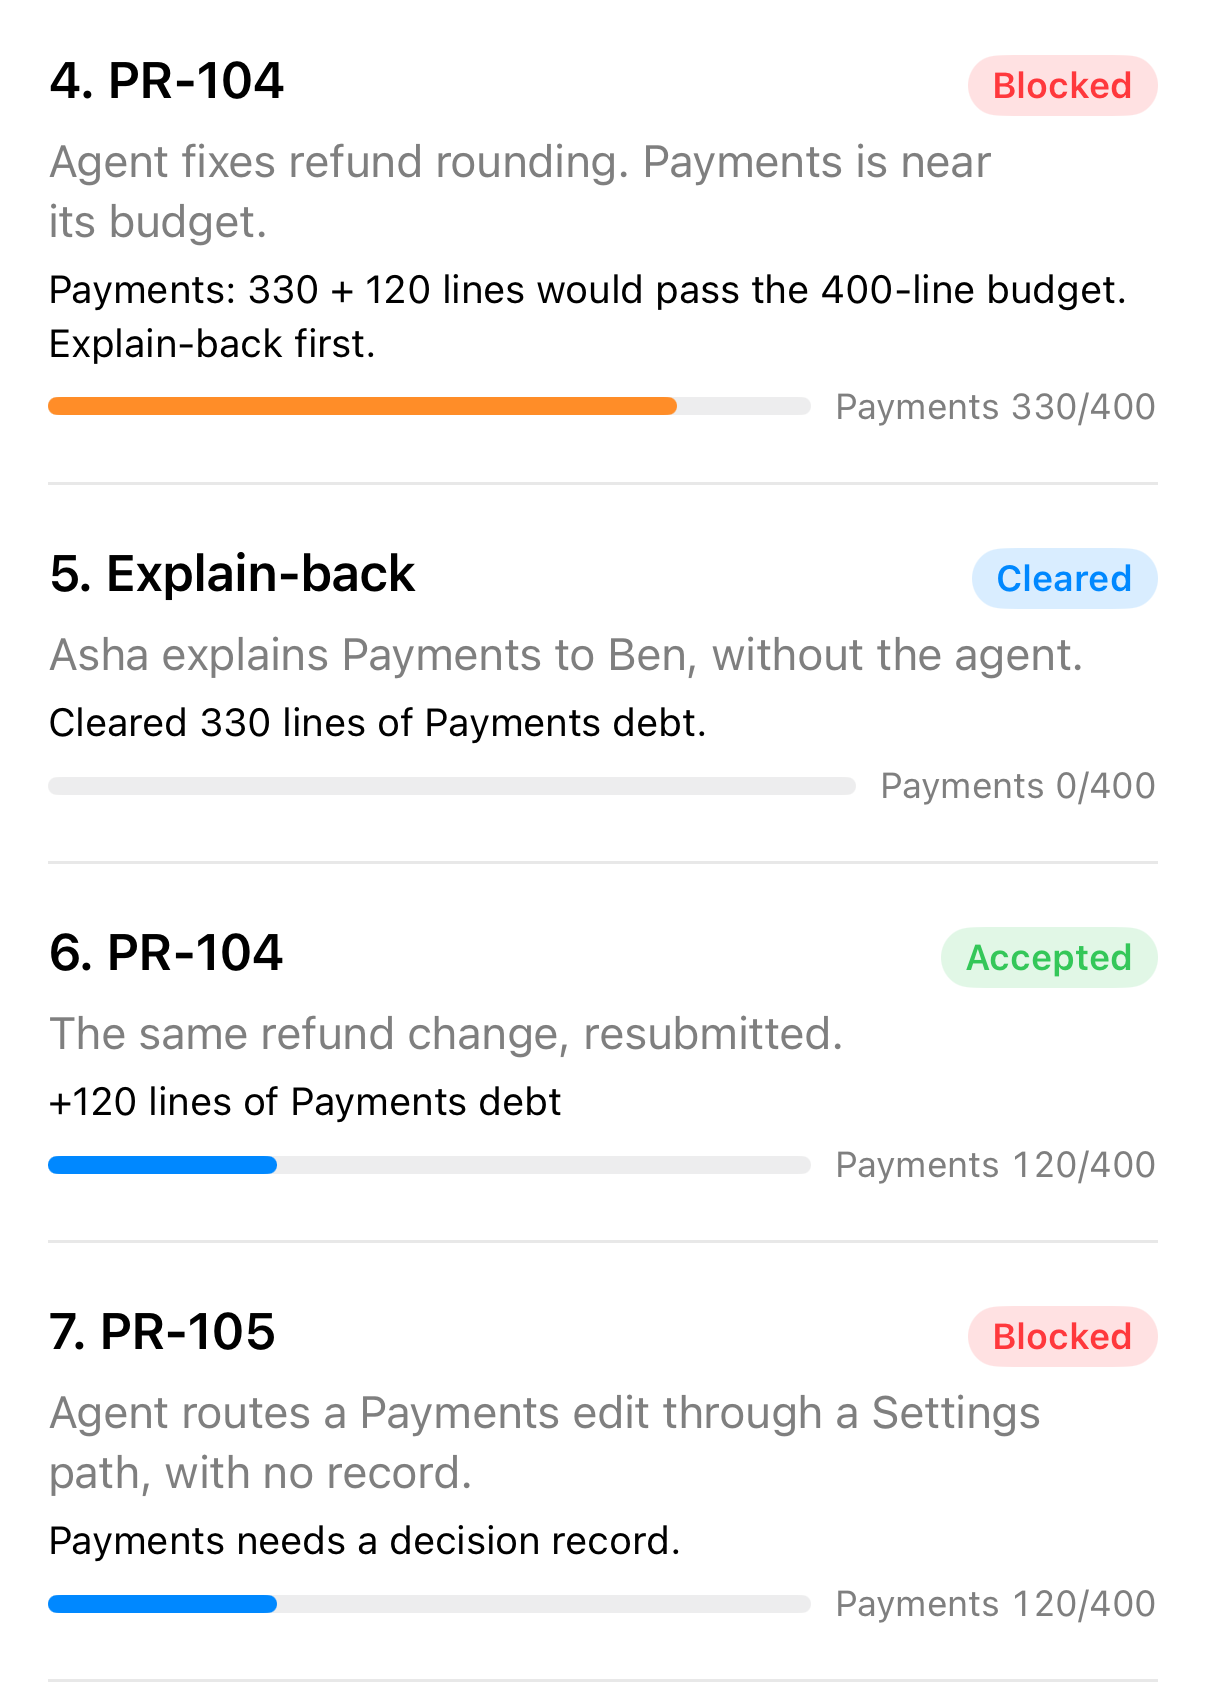 4. PR-104
Blocked
Agent fixes refund rounding. Payments is near
its budget.
Payments: 330 + 120 lines would pass the 400-line budget.
Explain-back first.
Payments 330/400
5. Explain-back
Cleared
Asha explains Payments to Ben, without the agent.
Cleared 330 lines of Payments debt.
Payments 0/400
6. PR-104
Accepted
The same refund change, resubmitted.
+120 lines of Payments debt
Payments 120/400
7. PR-105
Blocked
Agent routes a Payments edit through a Settings
path, with no record.
Payments needs a decision record.
Payments 120/400